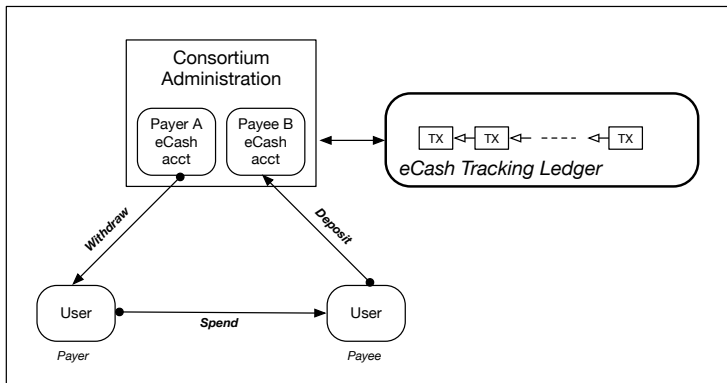 Consortium
Administration
Payer A
eCash
acct
Payee B
eCash
acct
TX
TX
TX
eCash Tracking Ledger
Withdraw
Deposit
User
Spend
User
Payer
Payee